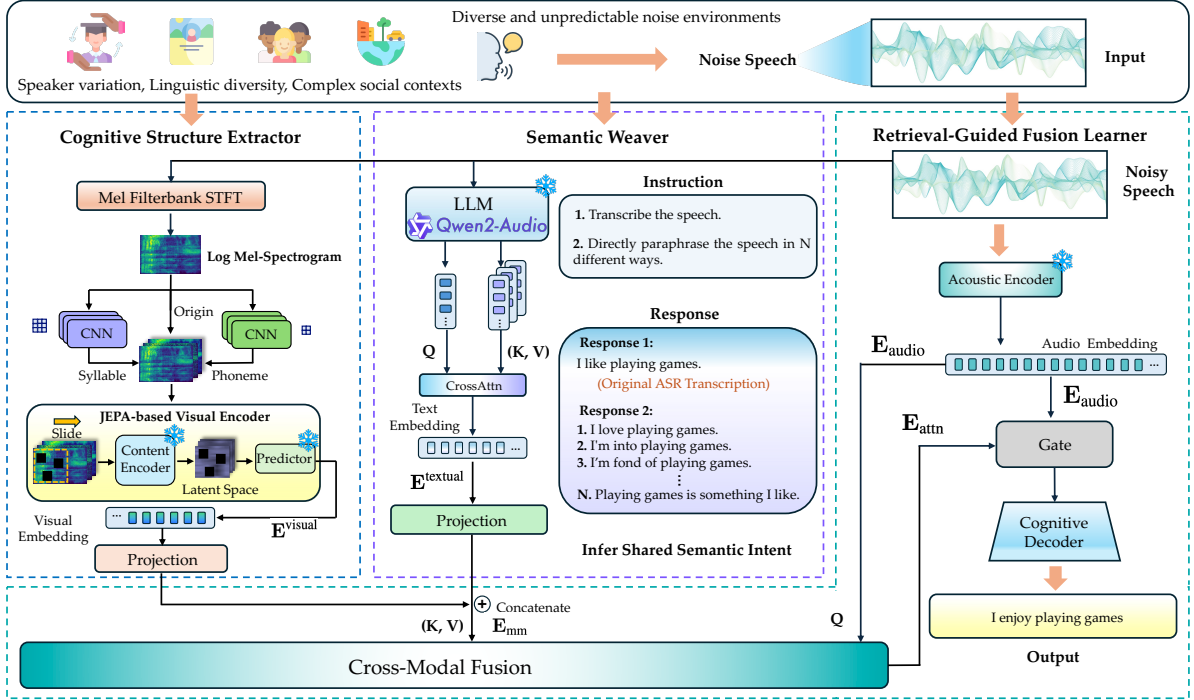 Diverse and unpredictable noise environments
Speaker variation, Linguistic diversity, Complex social contexts
Noise Speech
Input
Cognitive Structure Extractor
Mel Filterbank STFT
Log Mel-Spectrogram
Origin
CNN
CNN
Syllable
Phoneme
JEPA-based Visual Encoder
Slide
Content
Encoder
Predictor
Latent Space
Visual
Embedding
E^visual
Projection
Semantic Weaver
LLM
Qwen2-Audio
Q
(K, V)
CrossAttn
Text
Embedding
E^textual
Projection
Instruction
1. Transcribe the speech.
2. Directly paraphrase the speech in N
different ways.
Response
Response 1:
I like playing games.
(Original ASR Transcription)
Response 2:
1. I love playing games.
2. I'm into playing games.
3. I'm fond of playing games.
⋮
N. Playing games is something I like.
Infer Shared Semantic Intent
Retrieval-Guided Fusion Learner
Noisy
Speech
Acoustic Encoder
E_audio
Audio Embedding
E_audio
E_attn
Gate
Cognitive
Decoder
I enjoy playing games
Output
Concatenate
(K, V)
E_mm
Q
Cross-Modal Fusion